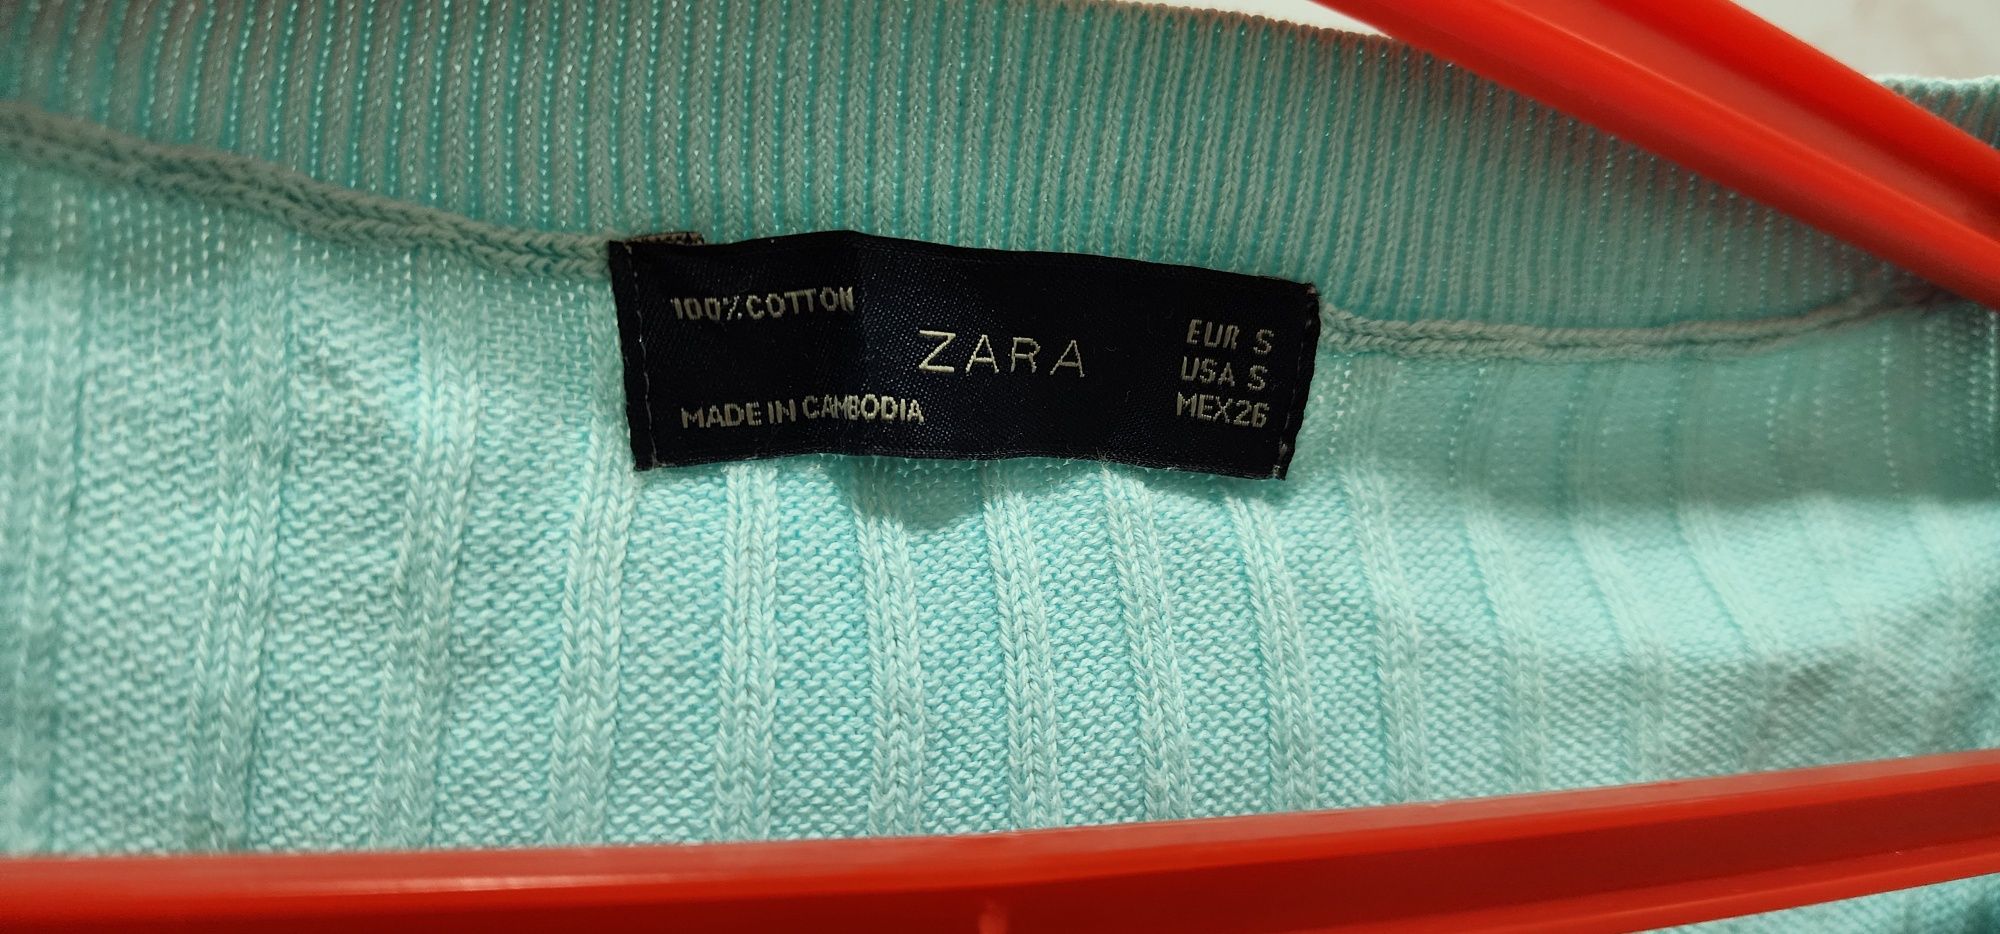 100% COTTON
ZARA
MADE IN CAMBODIA
EUR S
USA S
MEX 26